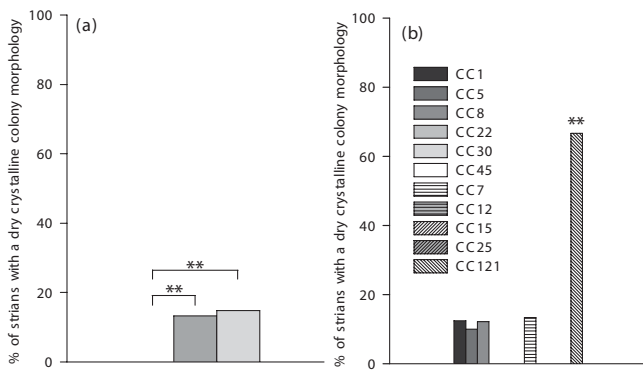 (a)
% of strians with a dry crystalline colony morphology
100
80
60
40
20
0
**
**
(b)
% of strians with a dry crystalline colony morphology
100
80
60
40
20
0
CC1
CC5
CC8
CC22
CC30
CC45
CC7
CC12
CC15
CC25
CC121
**